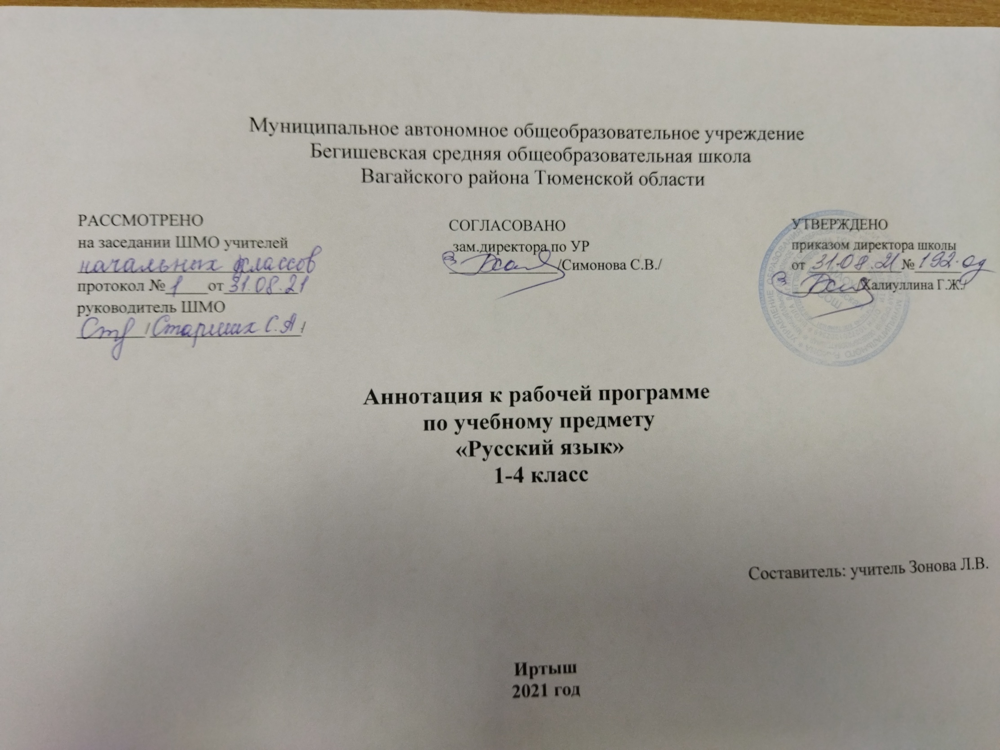 Муниципальное автономное общеобразовательное учреждение
Бегишевская средняя общеобразовательная школа
Вагайского района Тюменской области
РАССМОТРЕНО
на заседании ШМО учителей
начальных классов
протокол № 1 от 31.08.21
руководитель ШМО
/Старших С.А/
СОГЛАСОВАНО
зам.директора по УР
/Симонова С.В./
УТВЕРЖДЕНО
приказом директора школы
от 31.08.21 № 192-од
/Халиуллина Г.Ж./
Аннотация к рабочей программе
по учебному предмету
«Русский язык»
1-4 класс
Составитель: учитель Зонова Л.В.
Иртыш
2021 год